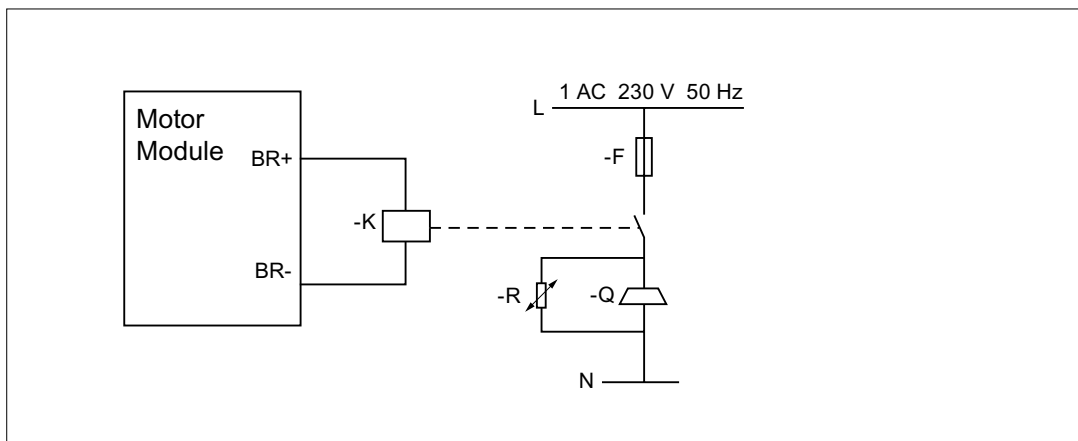 Motor
Module
BR+
BR-
-K
L
1 AC 230 V 50 Hz
-F
-R
-Q
N